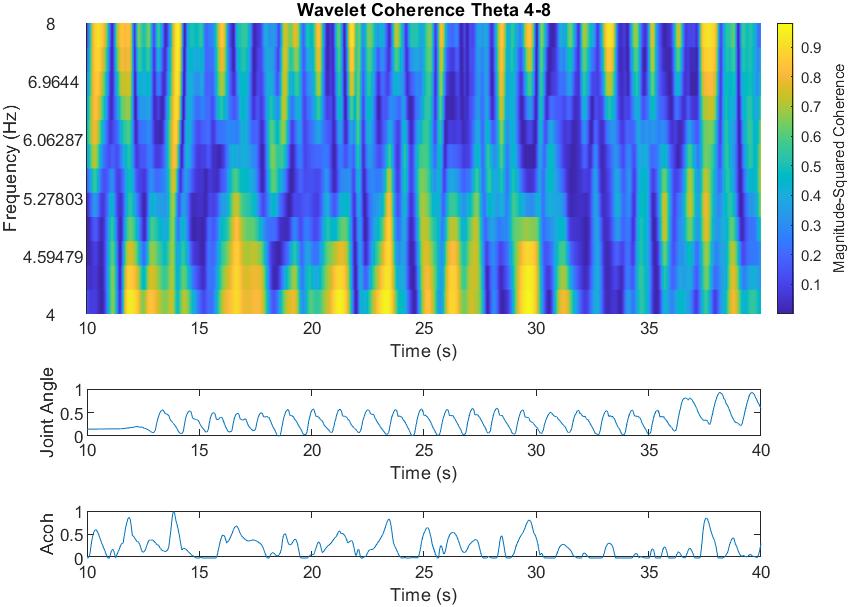 Wavelet Coherence Theta 4-8
8
6.9644
6.06287
5.27803
4.59479
4
Frequency (Hz)
10 15 20 25 30 35
Time (s)
0.9
0.8
0.7
0.6
0.5
0.4
0.3
0.2
0.1
Magnitude-Squared Coherence
Joint Angle
1
0.5
0
10 15 20 25 30 35 40
Time (s)
Acoh
1
0.5
0
10 15 20 25 30 35 40
Time (s)